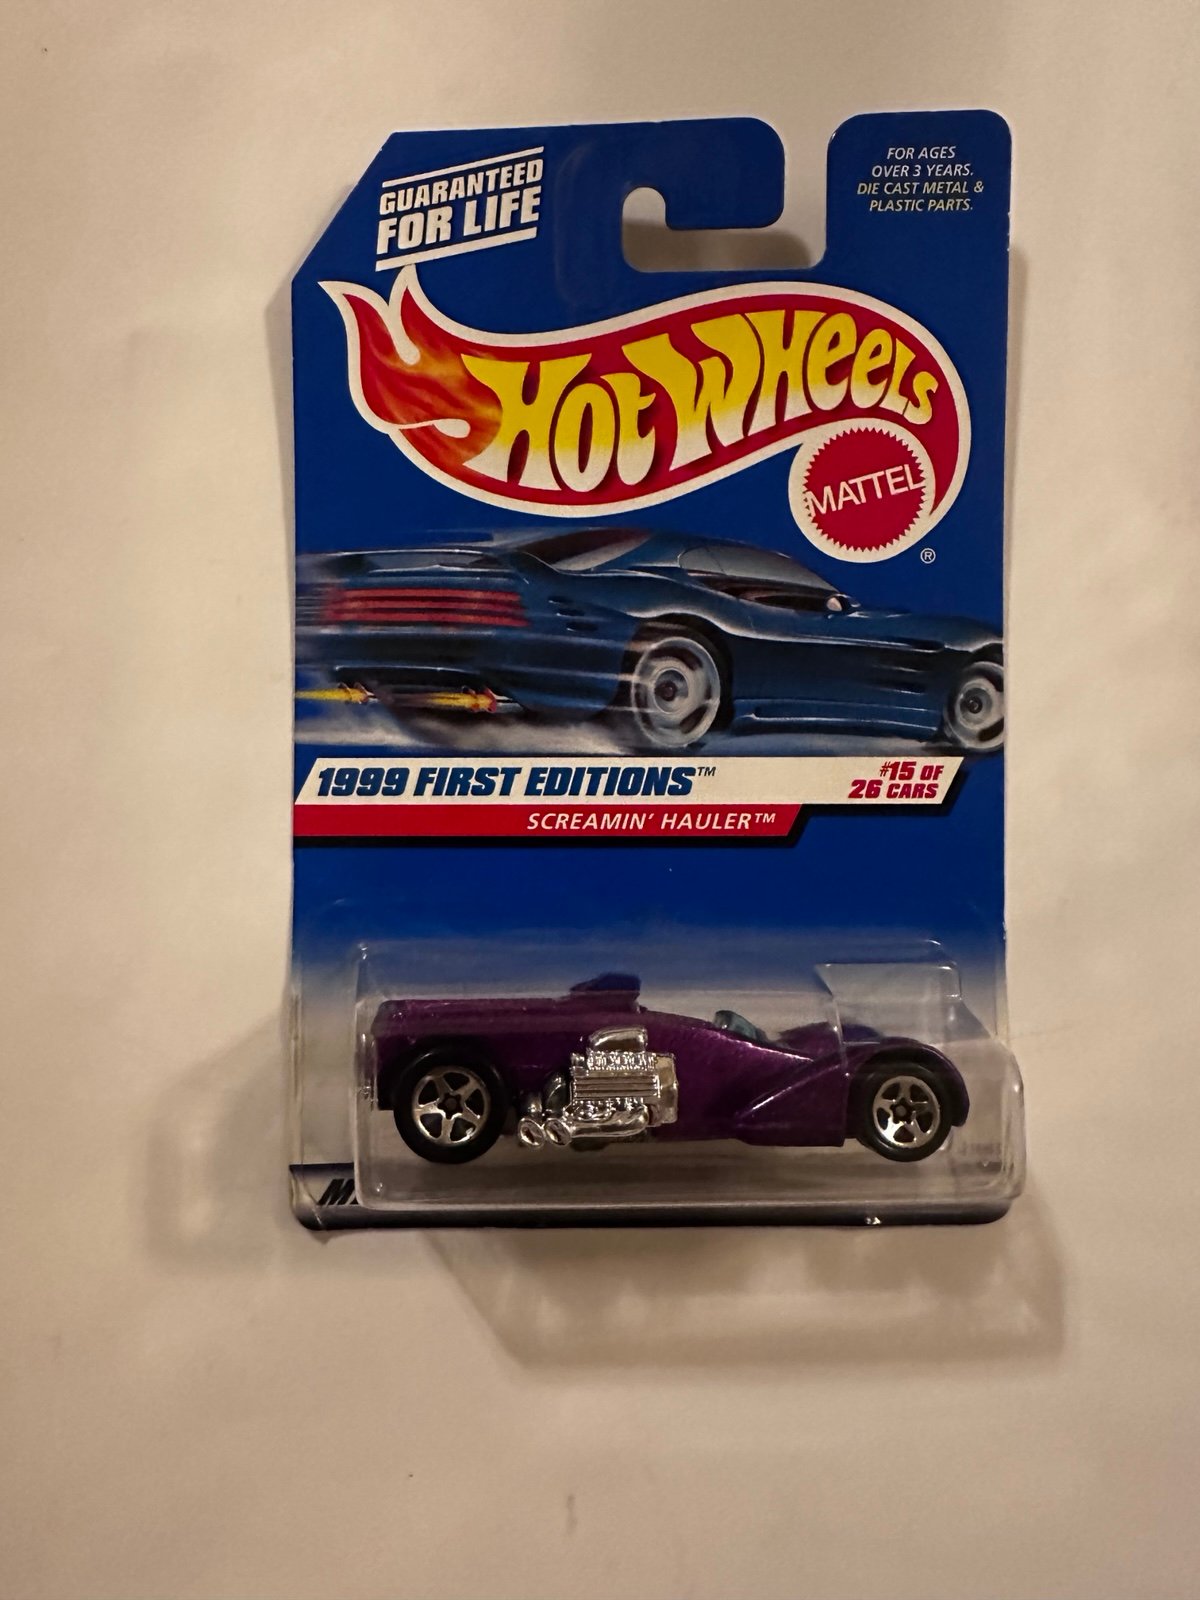 GUARANTEED
FOR LIFE
FOR AGES
OVER 3 YEARS.
DIE CAST METAL &
PLASTIC PARTS.
HOT WHEELS
MATTEL
®
1999 FIRST EDITIONS™
#15 OF
26 CARS
SCREAMIN' HAULER™